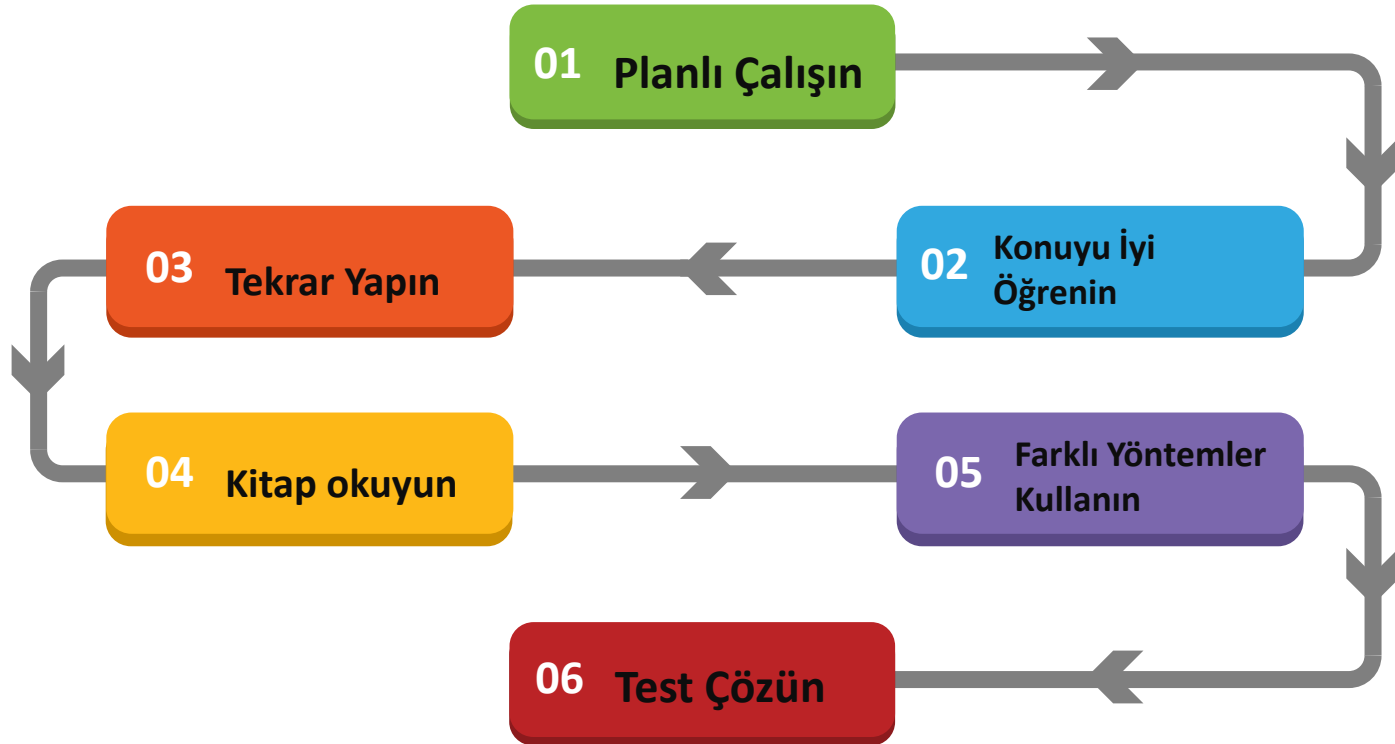 01 Planlı Çalışın
02 Konuyu İyi
Öğrenin
03 Tekrar Yapın
04 Kitap okuyun
05 Farklı Yöntemler
Kullanın
06 Test Çözün